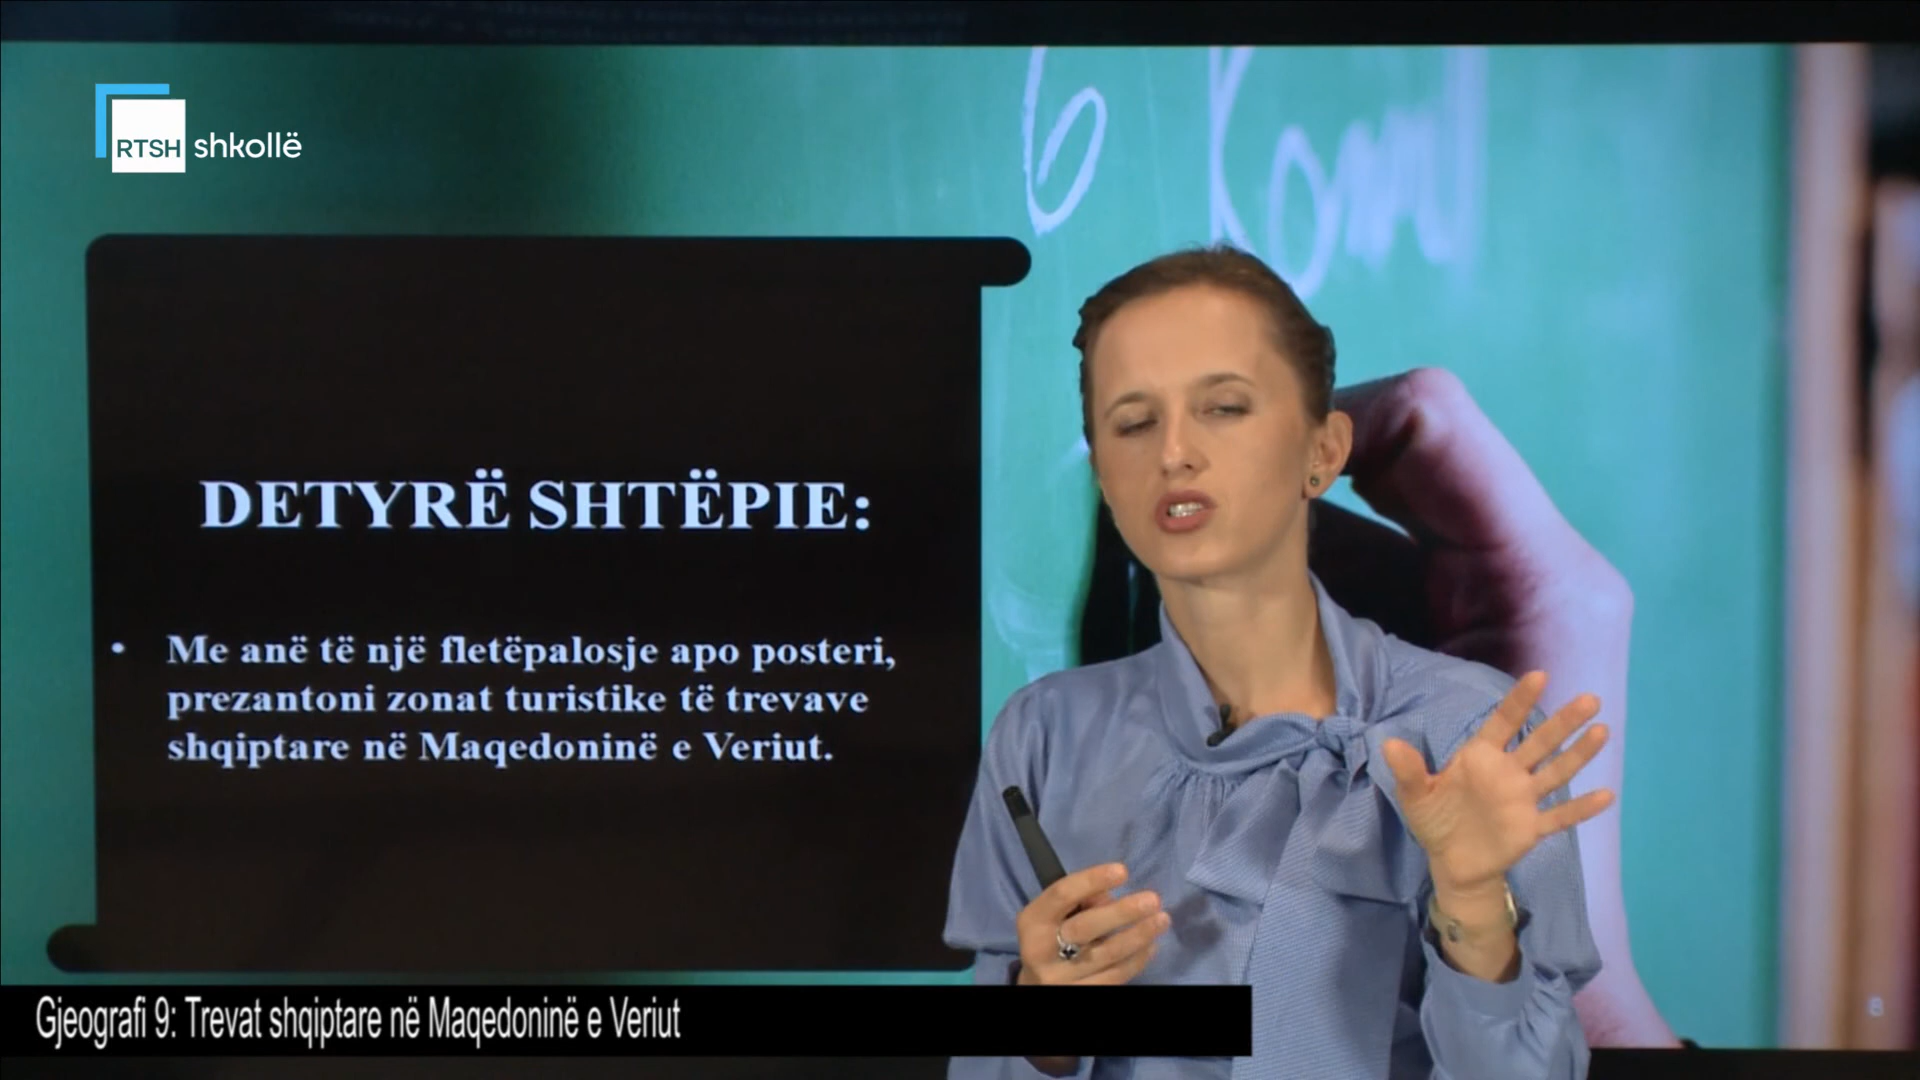 RTSH shkollë
DETYRË SHTËPIE:
• Me anë të një fletëpalosje apo posteri,
prezantoni zonat turistike të trevave
shqiptare në Maqedoninë e Veriut.
Gjeografi 9: Trevat shqiptare në Maqedoninë e Veriut
8